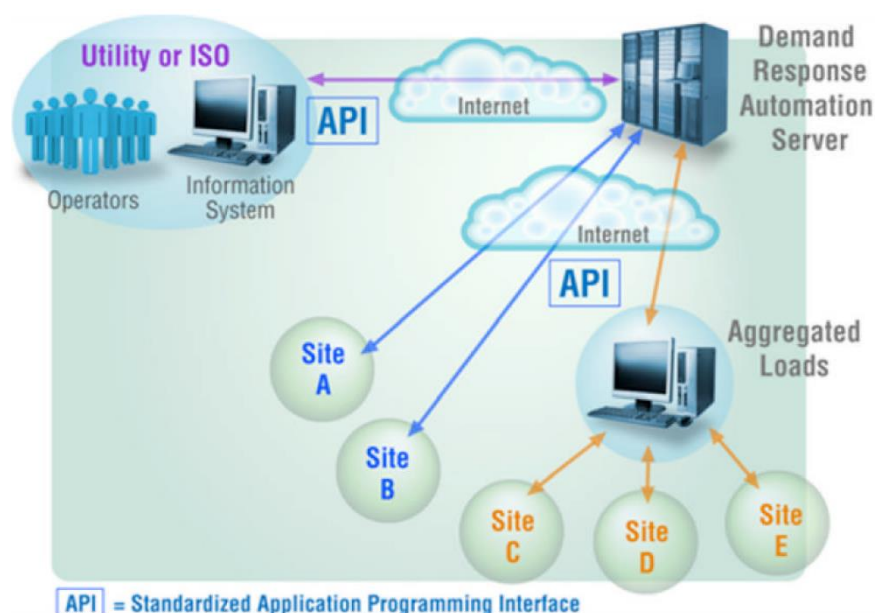 Utility or ISO
Operators
Information
System
API
Internet
Demand
Response
Automation
Server
Internet
API
Site
A
Site
B
Aggregated
Loads
Site
C
Site
D
Site
E
API = Standardized Application Programming Interface